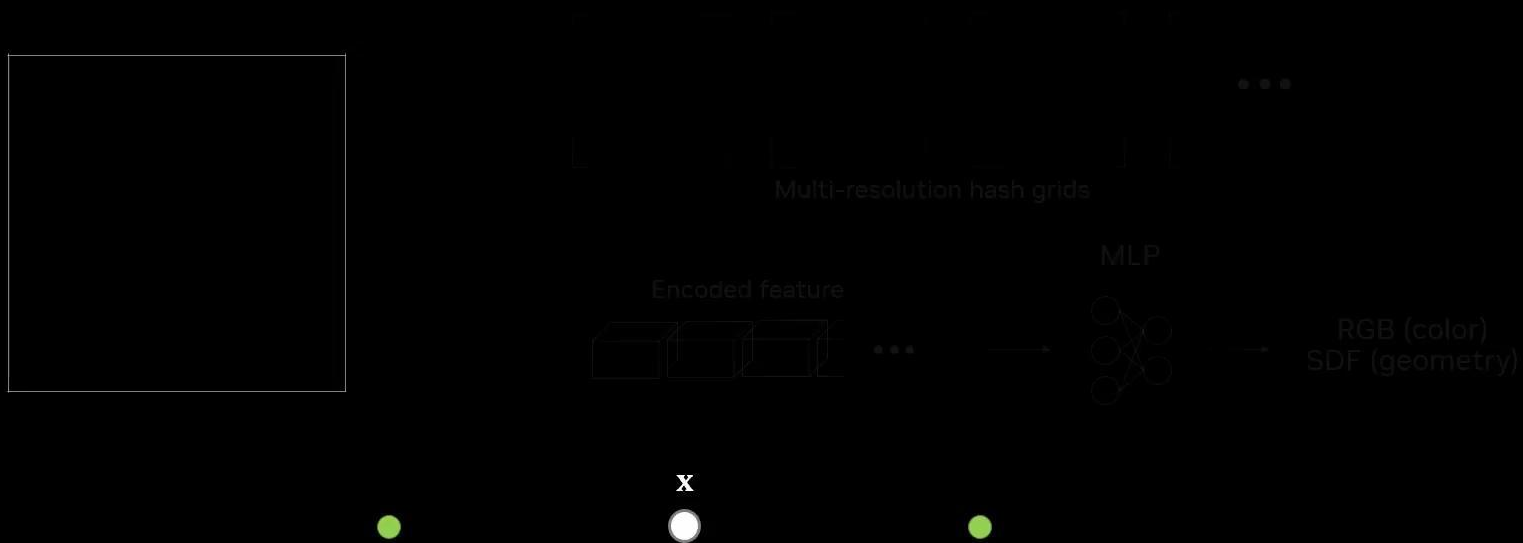 Multi-resolution hash grids
MLP
Encoded feature
RGB (color)
SDF (geometry)
x